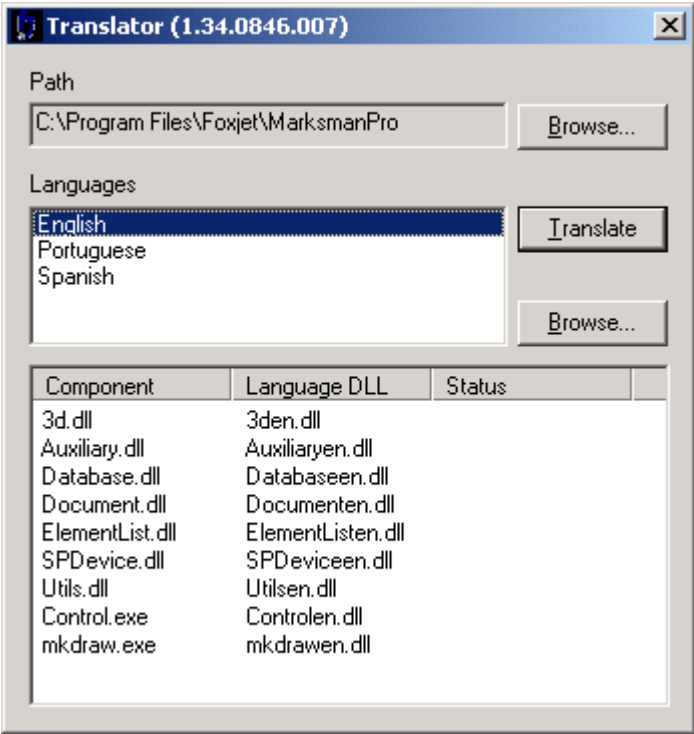 Translator (1.34.0846.007)
Path
C:\Program Files\Foxjet\MarksmanPro
Browse...
Languages
English
Translate
Portuguese
Spanish
Browse...
Component Language DLL Status
3d.dll 3den.dll
Auxiliary.dll Auxiliaryen.dll
Database.dll Databaseen.dll
Document.dll Documenten.dll
ElementList.dll ElementListen.dll
SPDevice.dll SPDeviceen.dll
Utils.dll Utilsen.dll
Control.exe Controlen.dll
mkdraw.exe mkdrawen.dll